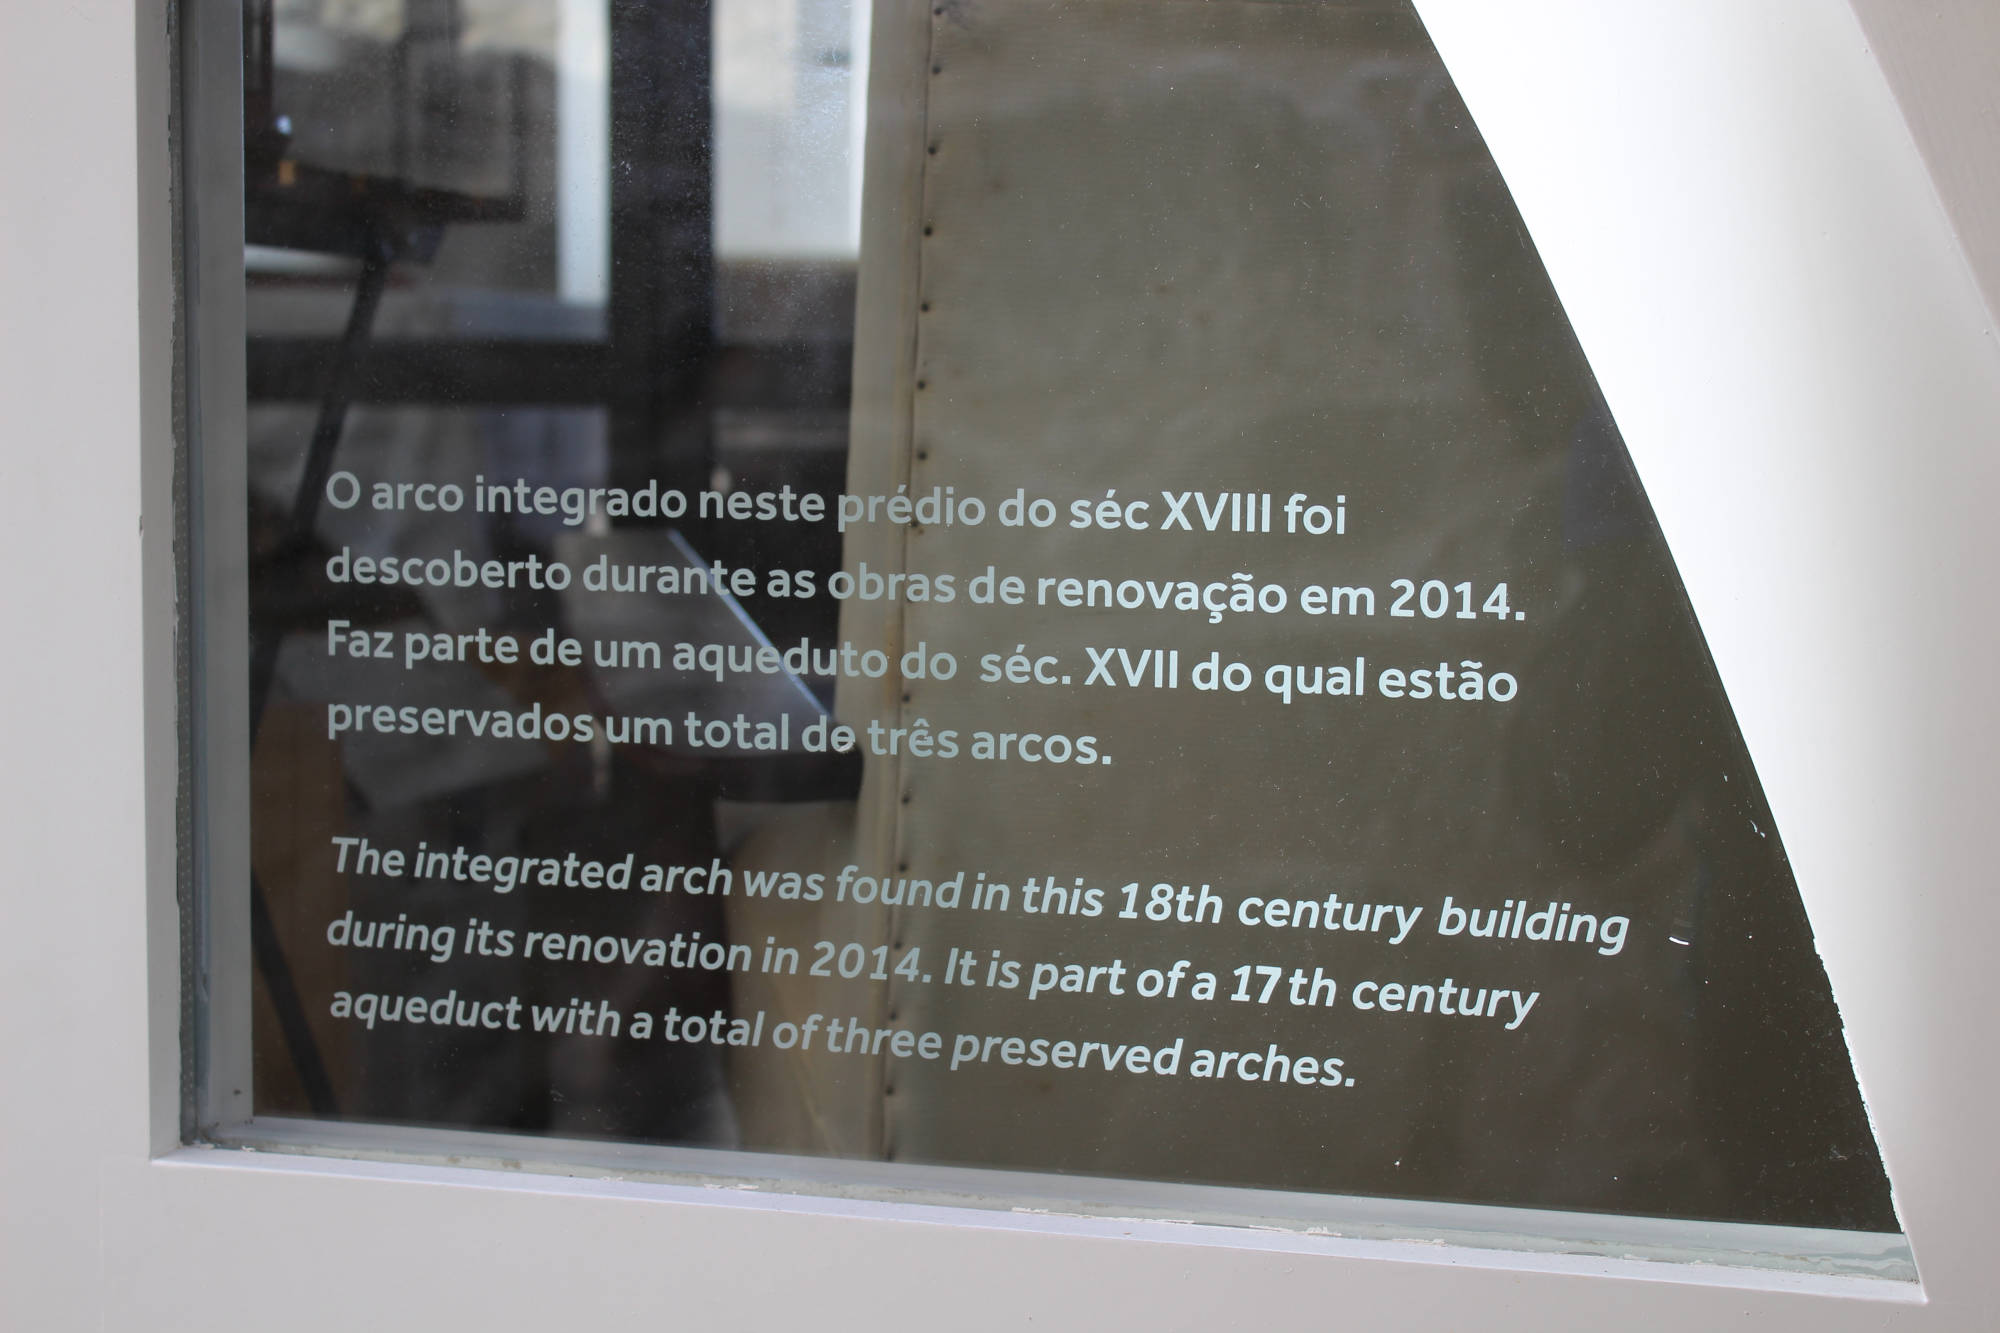 O arco integrado neste prédio do séc XVIII foi
descoberto durante as obras de renovação em 2014.
Faz parte de um aqueduto do séc. XVII do qual estão
preservados um total de três arcos.
The integrated arch was found in this 18th century building
during its renovation in 2014. It is part of a 17th century
aqueduct with a total of three preserved arches.